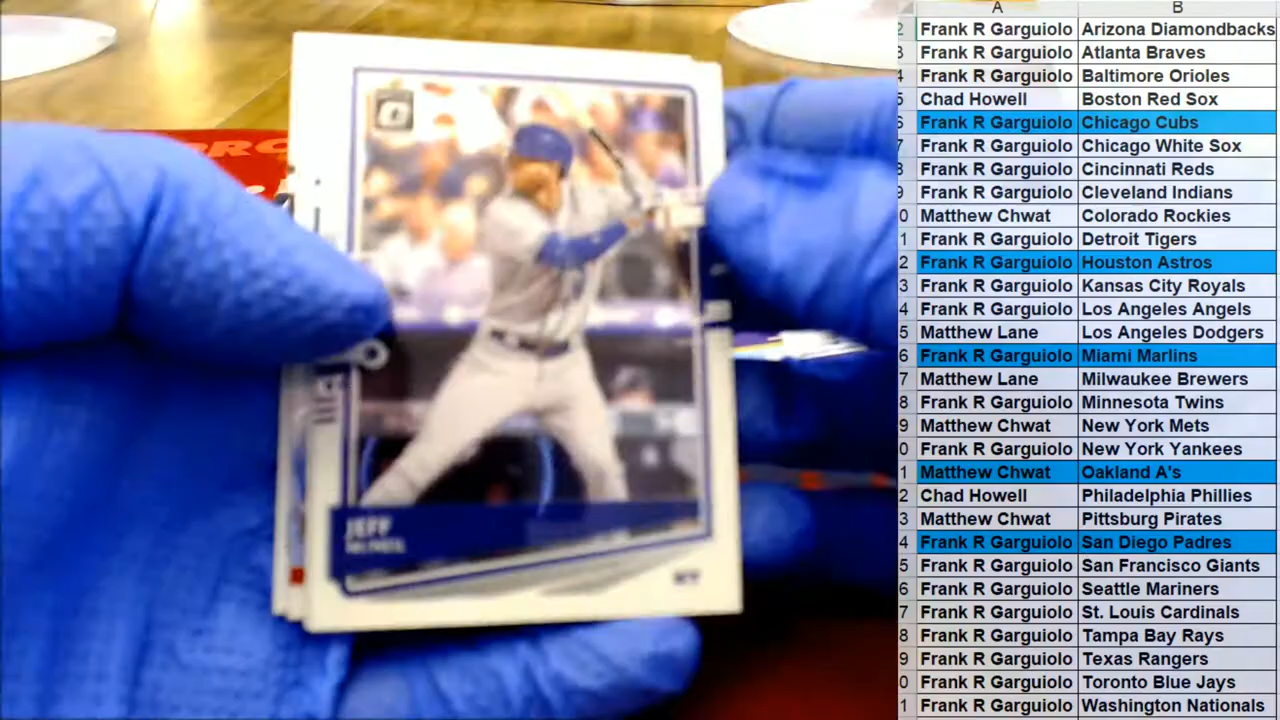 A B
2 Frank R Garguiolo Arizona Diamondbacks
3 Frank R Garguiolo Atlanta Braves
4 Frank R Garguiolo Baltimore Orioles
5 Chad Howell Boston Red Sox
6 Frank R Garguiolo Chicago Cubs
7 Frank R Garguiolo Chicago White Sox
8 Frank R Garguiolo Cincinnati Reds
9 Frank R Garguiolo Cleveland Indians
0 Matthew Chwat Colorado Rockies
1 Frank R Garguiolo Detroit Tigers
2 Frank R Garguiolo Houston Astros
3 Frank R Garguiolo Kansas City Royals
4 Frank R Garguiolo Los Angeles Angels
5 Matthew Lane Los Angeles Dodgers
6 Frank R Garguiolo Miami Marlins
7 Matthew Lane Milwaukee Brewers
8 Frank R Garguiolo Minnesota Twins
9 Matthew Chwat New York Mets
0 Frank R Garguiolo New York Yankees
1 Matthew Chwat Oakland A's
2 Chad Howell Philadelphia Phillies
3 Matthew Chwat Pittsburg Pirates
4 Frank R Garguiolo San Diego Padres
5 Frank R Garguiolo San Francisco Giants
6 Frank R Garguiolo Seattle Mariners
7 Frank R Garguiolo St. Louis Cardinals
8 Frank R Garguiolo Tampa Bay Rays
9 Frank R Garguiolo Texas Rangers
0 Frank R Garguiolo Toronto Blue Jays
1 Frank R Garguiolo Washington Nationals
JEFF
MCNEIL